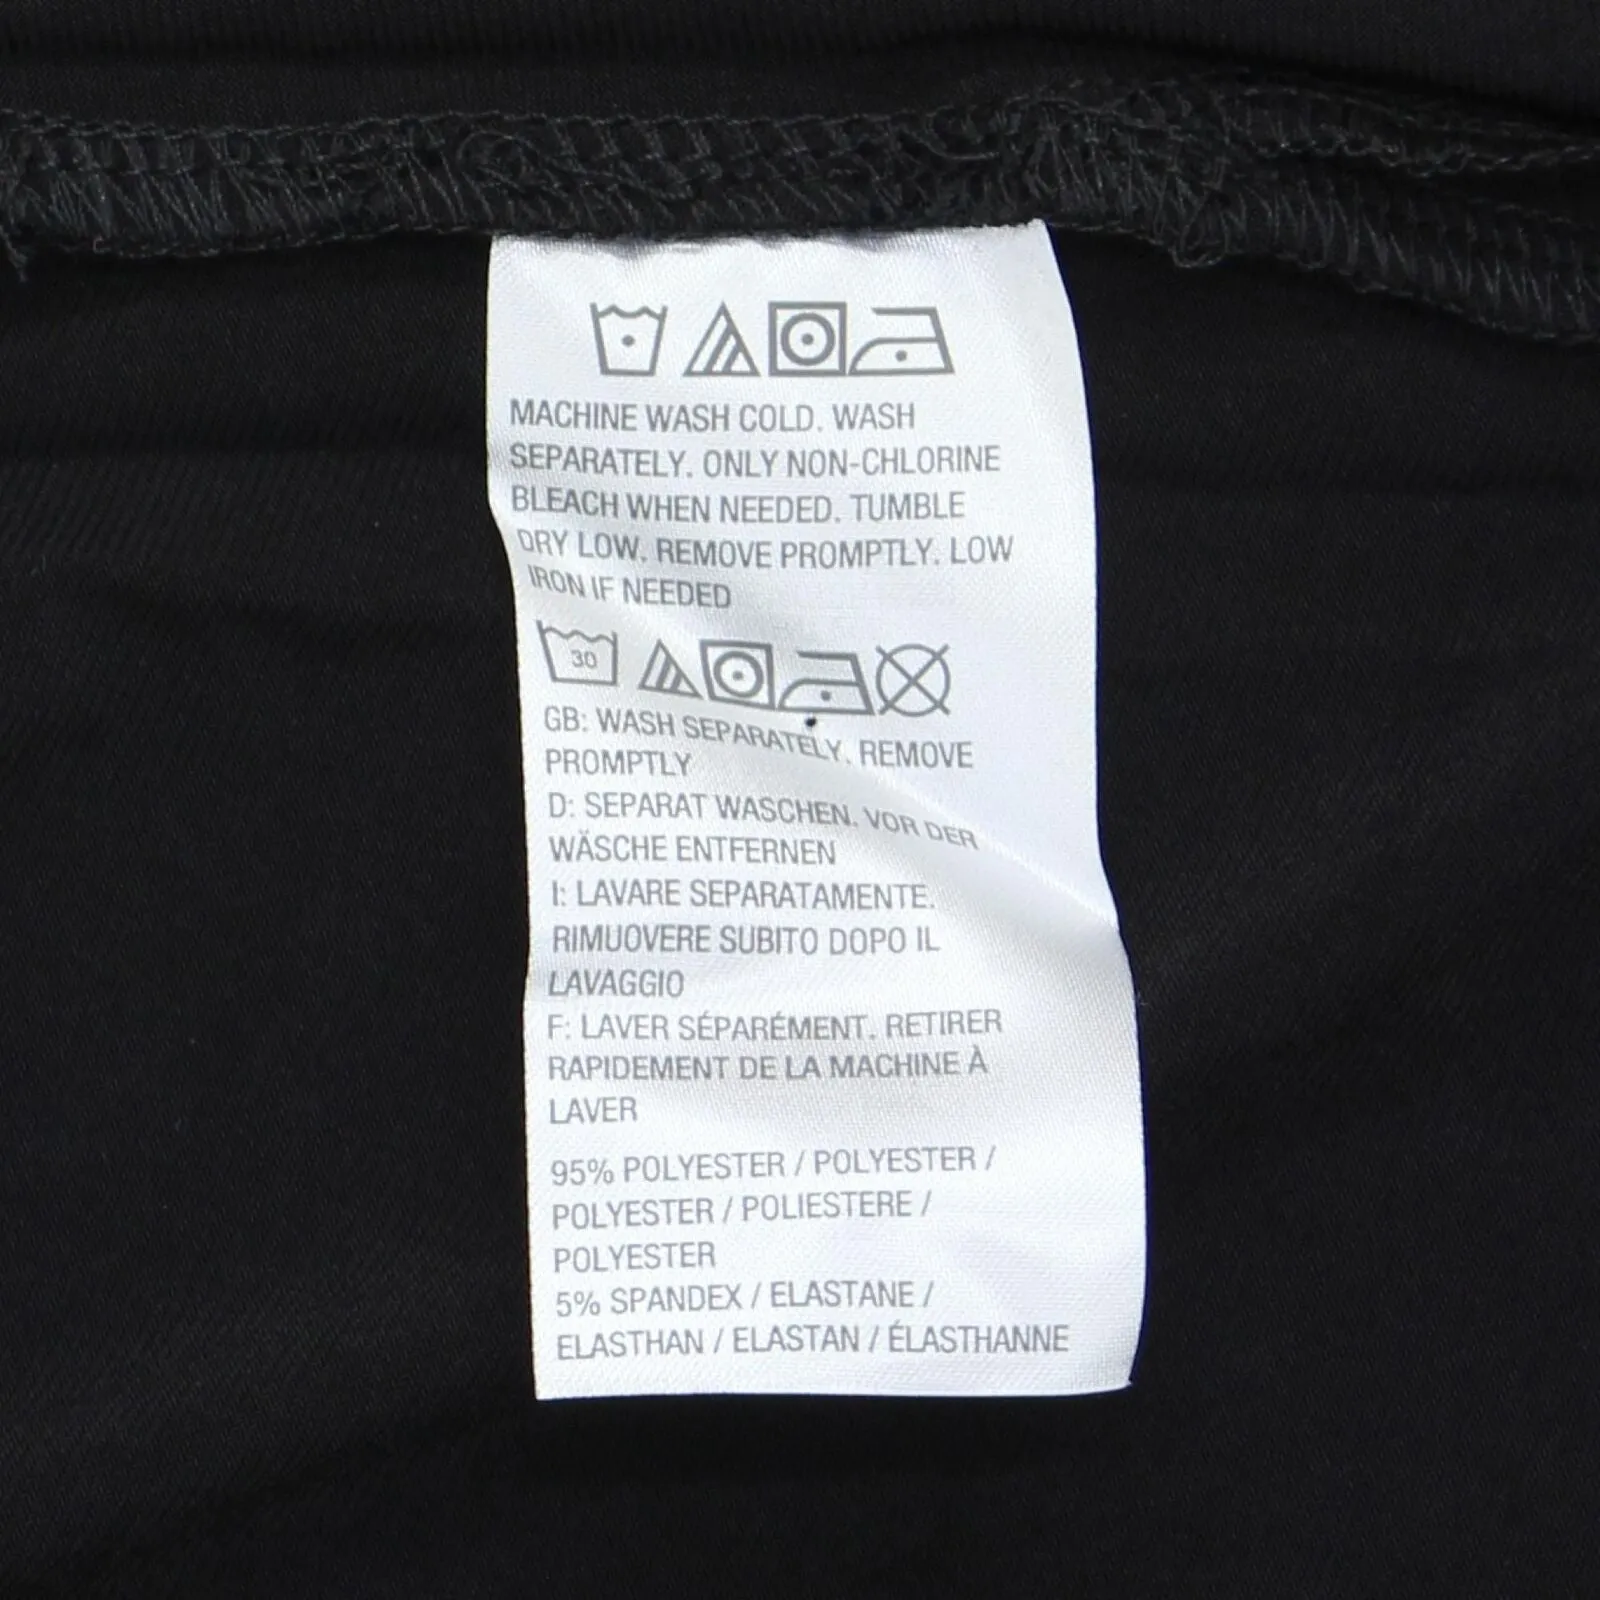 MACHINE WASH COLD. WASH
SEPARATELY. ONLY NON-CHLORINE
BLEACH WHEN NEEDED. TUMBLE
DRY LOW. REMOVE PROMPTLY. LOW
IRON IF NEEDED
30
GB: WASH SEPARATELY. REMOVE
PROMPTLY
D: SEPARAT WASCHEN. VOR DER
WÄSCHE ENTFERNEN
I: LAVARE SEPARATAMENTE.
RIMUOVERE SUBITO DOPO IL
LAVAGGIO
F: LAVER SÉPARÉMENT. RETIRER
RAPIDEMENT DE LA MACHINE À
LAVER
95% POLYESTER / POLYESTER /
POLYESTER / POLIESTERE /
POLYESTER
5% SPANDEX / ELASTANE /
ELASTHAN / ELASTAN / ÉLASTHANNE